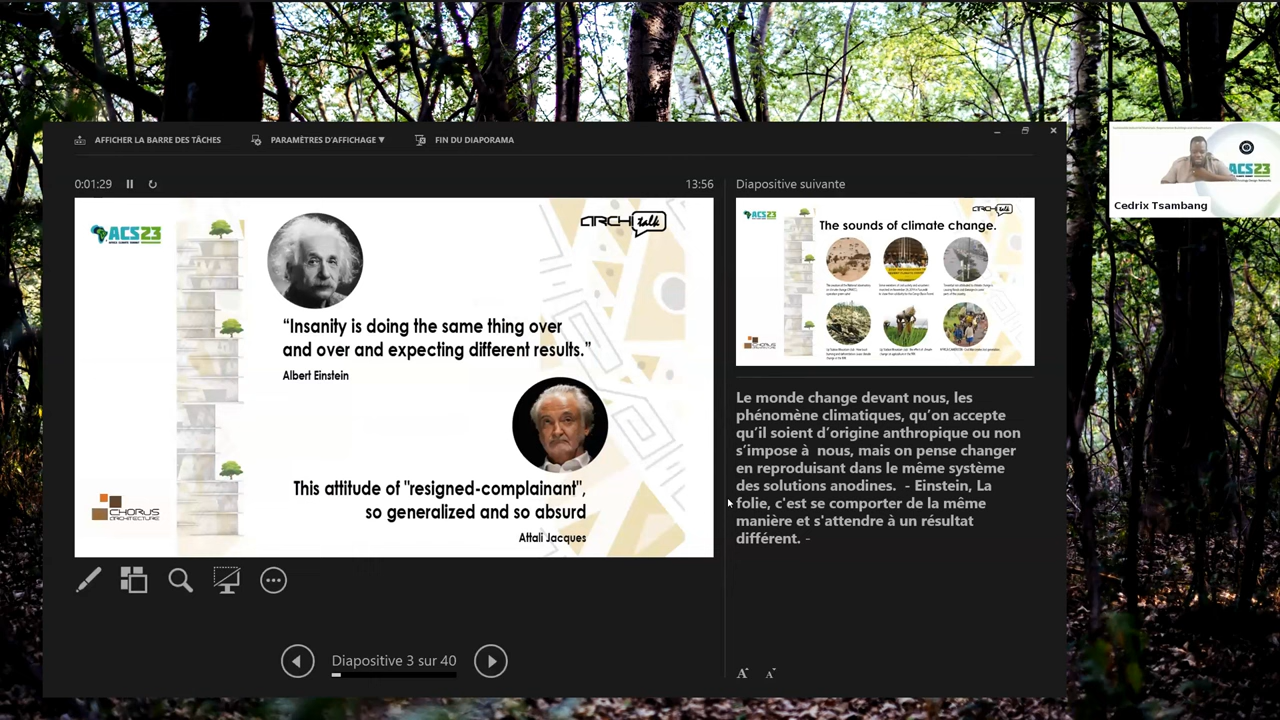 AFFICHER LA BARRE DES TÂCHES
PARAMÈTRES D'AFFICHAGE ▼
FIN DU DIAPORAMA
0:01:29
13:56
ACS23
ARCHI talk
“Insanity is doing the same thing over
and over and expecting different results.”
Albert Einstein
This attitude of "resigned-complainant",
so generalized and so absurd
Attali Jacques
CHORUS
ARCHITECTURE
Diapositive 3 sur 40
Diapositive suivante
ACS23
ARCHI talk
The sounds of climate change.
CHORUS
Le monde change devant nous, les
phénomène climatiques, qu’on accepte
qu’il soient d’origine anthropique ou non
s’impose à nous, mais on pense changer
en reproduisant dans le même système
des solutions anodines. - Einstein, La
folie, c'est se comporter de la même
manière et s'attendre à un résultat
différent. -
ACS23
Cedrix Tsambang